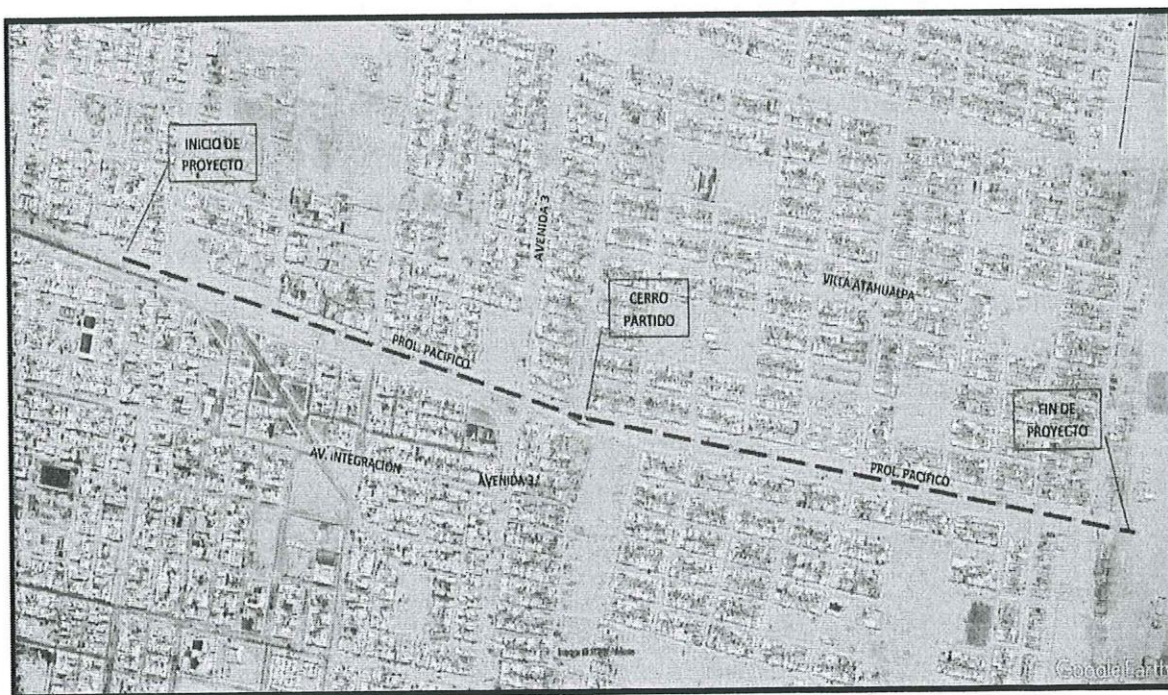 INICIO DE
PROYECTO
AVENIDA 3
VILLA ATAHUALPA
CERRO
PARTIDO
PROL. PACIFICO
FIN DE
PROYECTO
AV. INTEGRACIÓN
AVENIDA 3
PROL. PACIFICO
Google Earth